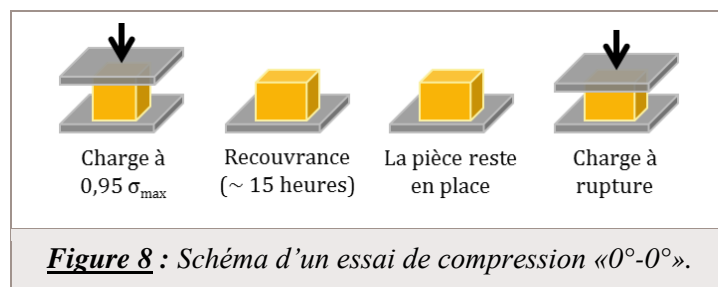 Charge à
0,95 σmax
Recouvrance
(~ 15 heures)
La pièce reste
en place
Charge à
rupture
Figure 8 : Schéma d'un essai de compression «0°-0°».